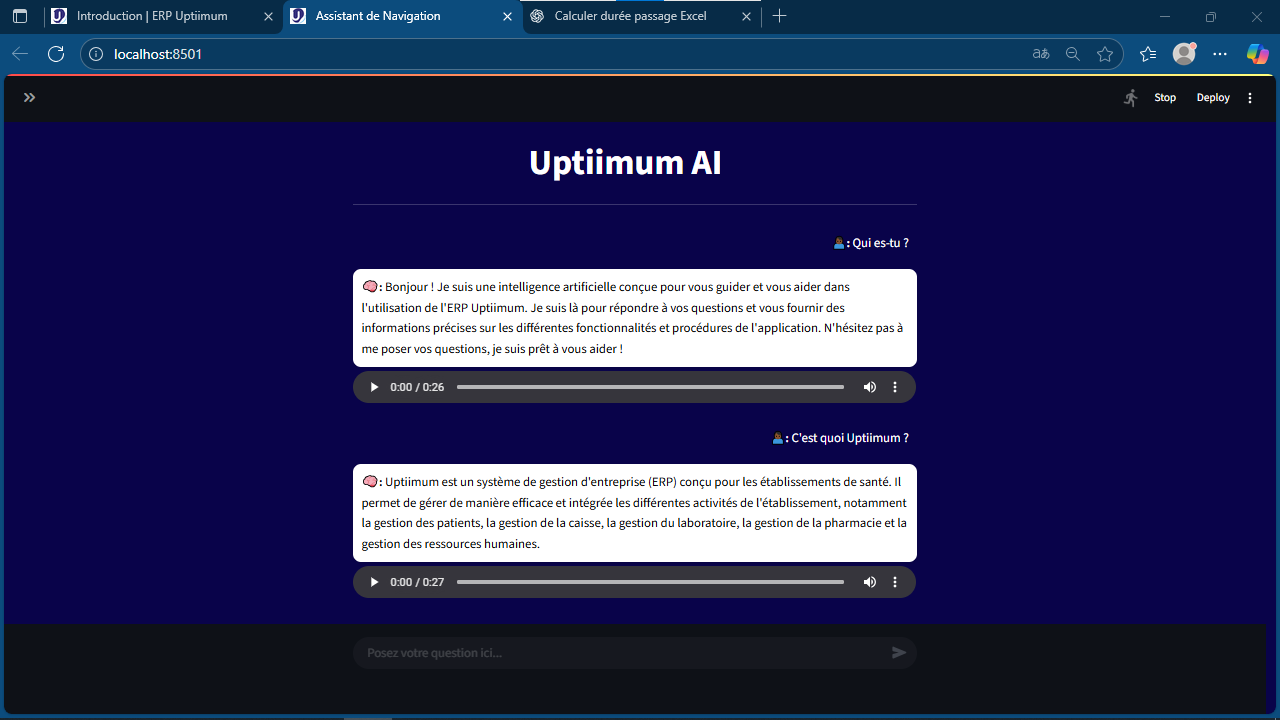 Introduction | ERP Uptiimum
Assistant de Navigation
Calculer durée passage Excel
localhost:8501
aあ
Stop
Deploy
Uptiimum AI
: Qui es-tu ?
: Bonjour ! Je suis une intelligence artificielle conçue pour vous guider et vous aider dans
l'utilisation de l'ERP Uptiimum. Je suis là pour répondre à vos questions et vous fournir des
informations précises sur les différentes fonctionnalités et procédures de l'application. N'hésitez pas à
me poser vos questions, je suis prêt à vous aider !
0:00 / 0:26
: C'est quoi Uptiimum ?
: Uptiimum est un système de gestion d'entreprise (ERP) conçu pour les établissements de santé. Il
permet de gérer de manière efficace et intégrée les différentes activités de l'établissement, notamment
la gestion des patients, la gestion de la caisse, la gestion du laboratoire, la gestion de la pharmacie et la
gestion des ressources humaines.
0:00 / 0:27
Posez votre question ici...